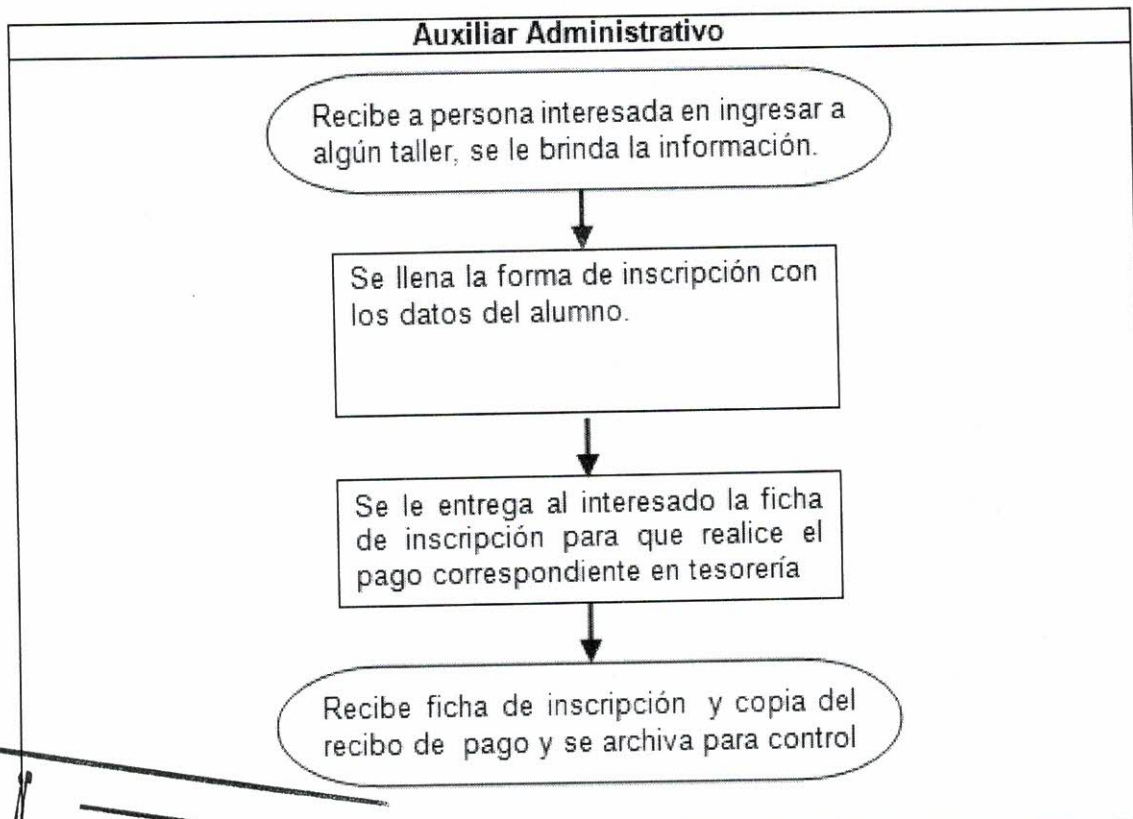 Auxiliar Administrativo
Recibe a persona interesada en ingresar a
algún taller, se le brinda la información.
Se llena la forma de inscripción con
los datos del alumno.
Se le entrega al interesado la ficha
de inscripción para que realice el
pago correspondiente en tesorería
Recibe ficha de inscripción y copia del
recibo de pago y se archiva para control